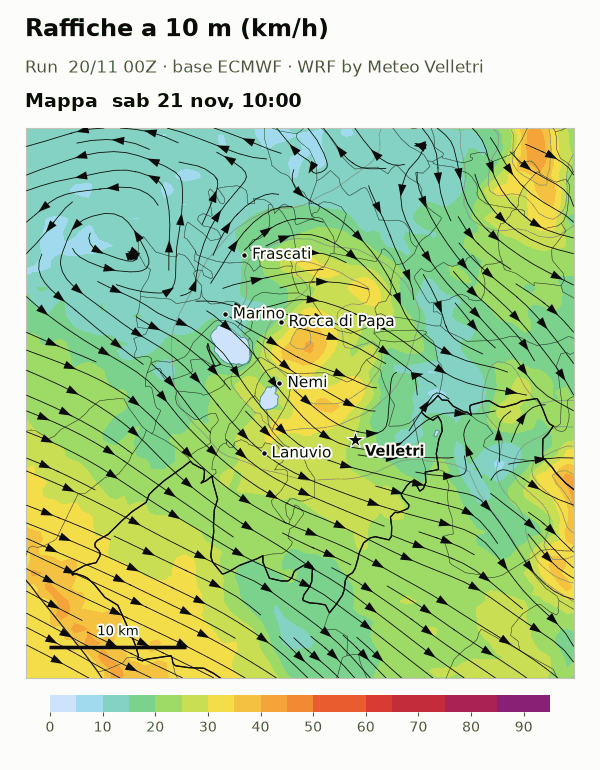 Raffiche a 10 m (km/h)
Run  20/11 00Z · base ECMWF · WRF by Meteo Velletri
Mappa  sab 21 nov, 10:00
Frascati
Marino
Rocca di Papa
Nemi
Velletri
Lanuvio
10 km
0 10 20 30 40 50 60 70 80 90